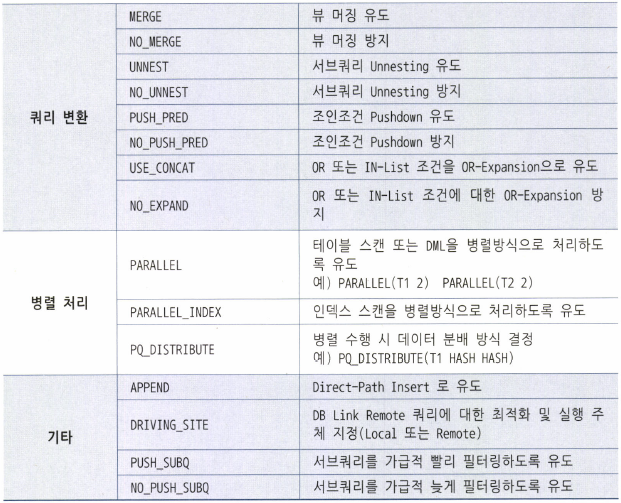 쿼리 변환
MERGE 뷰 머징 유도
NO_MERGE 뷰 머징 방지
UNNEST 서브쿼리 Unnesting 유도
NO_UNNEST 서브쿼리 Unnesting 방지
PUSH_PRED 조인조건 Pushdown 유도
NO_PUSH_PRED 조인조건 Pushdown 방지
USE_CONCAT OR 또는 IN-List 조건을 OR-Expansion으로 유도
NO_EXPAND OR 또는 IN-List 조건에 대한 OR-Expansion 방
지
병렬 처리
PARALLEL 테이블 스캔 또는 DML을 병렬방식으로 처리하도
록 유도
예) PARALLEL(T1 2) PARALLEL(T2 2)
PARALLEL_INDEX 인덱스 스캔을 병렬방식으로 처리하도록 유도
PQ_DISTRIBUTE 병렬 수행 시 데이터 분배 방식 결정
예) PQ_DISTRIBUTE(T1 HASH HASH)
기타
APPEND Direct-Path Insert 로 유도
DRIVING_SITE DB Link Remote 쿼리에 대한 최적화 및 실행 주
체 지정(Local 또는 Remote)
PUSH_SUBQ 서브쿼리를 가급적 빨리 필터링하도록 유도
NO_PUSH_SUBQ 서브쿼리를 가급적 늦게 필터링하도록 유도